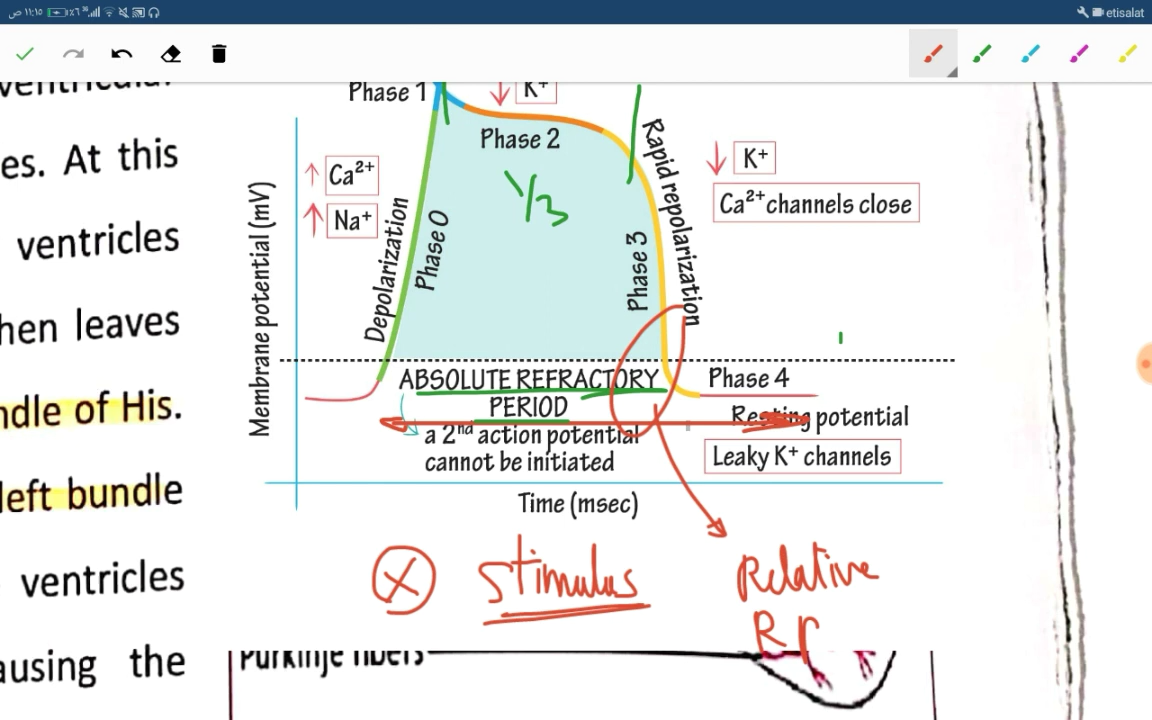 ١١:١٥ ص
٪٦
etisalat
es. At this
ventricles
hen leaves
ndle of His.
left bundle
ventricles
ausing the
Phase 1
K+
Phase 2
↑ Ca²⁺
↑ Na⁺
Membrane potential (mV)
Depolarization
Phase 0
1/3
Phase 3
Rapid repolarization
↓ K⁺
Ca²⁺ channels close
ABSOLUTE REFRACTORY
PERIOD
a 2nd action potential
cannot be initiated
Phase 4
Resting potential
Leaky K⁺ channels
Time (msec)
X Stimulus
Relative
R P
Purkinje fibers